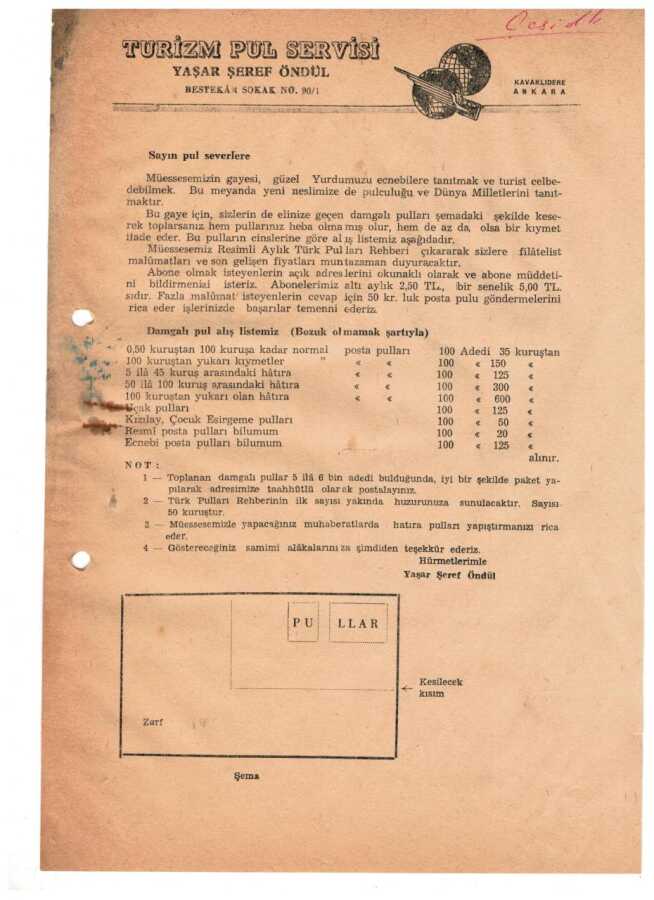 TURİZM PUL SERVİSİ
YAŞAR ŞEREF ÖNDÜL
BESTEKÂR SOKAK NO. 90/1
KAVAKLIDERE
ANKARA
Sayın pul severlere
Müessesemizin gayesi, güzel Yurdumuzu ecnebilere tanıtmak ve turist celbe-
debilmek. Bu meyanda yeni neslimize de pulculuğu ve Dünya Milletlerini tanıt-
maktır.
Bu gaye için, sizlerin de elinize geçen damgalı pulları şemadaki şekilde kese-
rek toplarsanız hem pullarınız heba olmamış olur, hem de az da, olsa bir kıymet
ifade eder. Bu pulların cinslerine göre alış listemiz aşağıdadır.
Müessesemiz Resimli Aylık Türk Pulları Rehberi çıkararak sizlere filâtelist
malûmatları ve son gelişen fiyatları muntazaman duyuracaktır.
Abone olmak isteyenlerin açık adreslerini okunaklı olarak ve abone müddeti-
ni bildirmenizi isteriz. Abonelerimiz altı aylık 2,50 TL., bir senelik 5,00 TL.
sıdır. Fazla malûmat isteyenlerin cevap için 50 kr. luk posta pulu göndermelerini
rica eder işlerinizde başarılar temenni ederiz.
Damgalı pul alış listemiz (Bozuk olmamak şartıyla)
0,50 kuruştan 100 kuruşa kadar normal posta pulları 100 Adedi 35 kuruştan
100 kuruştan yukarı kıymetler " « « 100 « 150 «
5 ilâ 45 kuruş arasındaki hâtıra « « 100 « 125 «
50 ilâ 100 kuruş arasındaki hâtıra « « 100 « 300 «
100 kuruştan yukarı olan hâtıra « « 100 « 600 «
Uçak pulları 100 « 125 «
Kızılay, Çocuk Esirgeme pulları 100 « 50 «
Resmî posta pulları bilumum 100 « 20 «
Ecnebi posta pulları bilumum 100 « 125 «
alınır.
NOT :
1 — Toplanan damgalı pullar 5 ilâ 6 bin adedi bulduğunda, iyi bir şekilde paket ya-
pılarak adresimize taahhütlü olarak postalayınız.
2 — Türk Pulları Rehberinin ilk sayısı yakında huzurunuza sunulacaktır. Sayısı
50 kuruştur.
3 — Müessesemizle yapacağınız muhaberatlarda hatıra pulları yapıştırmanızı rica
eder.
4 — Göstereceğiniz samimi alâkalarınıza şimdiden teşekkür ederiz.
Hürmetlerimle
Yaşar Şeref Öndül
PU LLAR
Kesilecek
kısım
Zarf
Şema